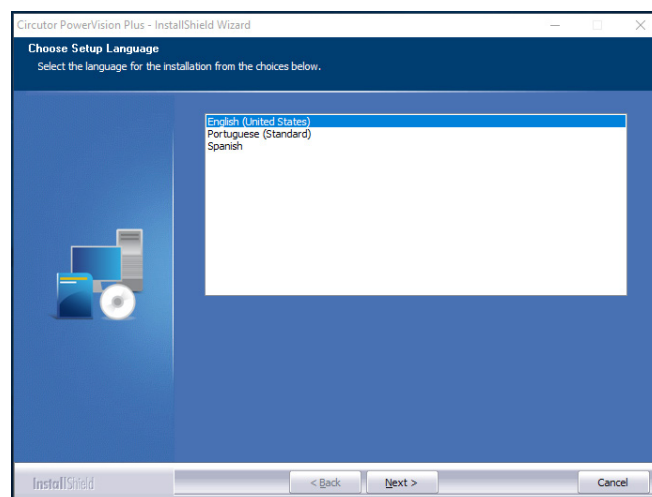 Circutor PowerVision Plus - InstallShield Wizard
Choose Setup Language
Select the language for the installation from the choices below.
English (United States)
Portuguese (Standard)
Spanish
InstallShield
< Back
Next >
Cancel